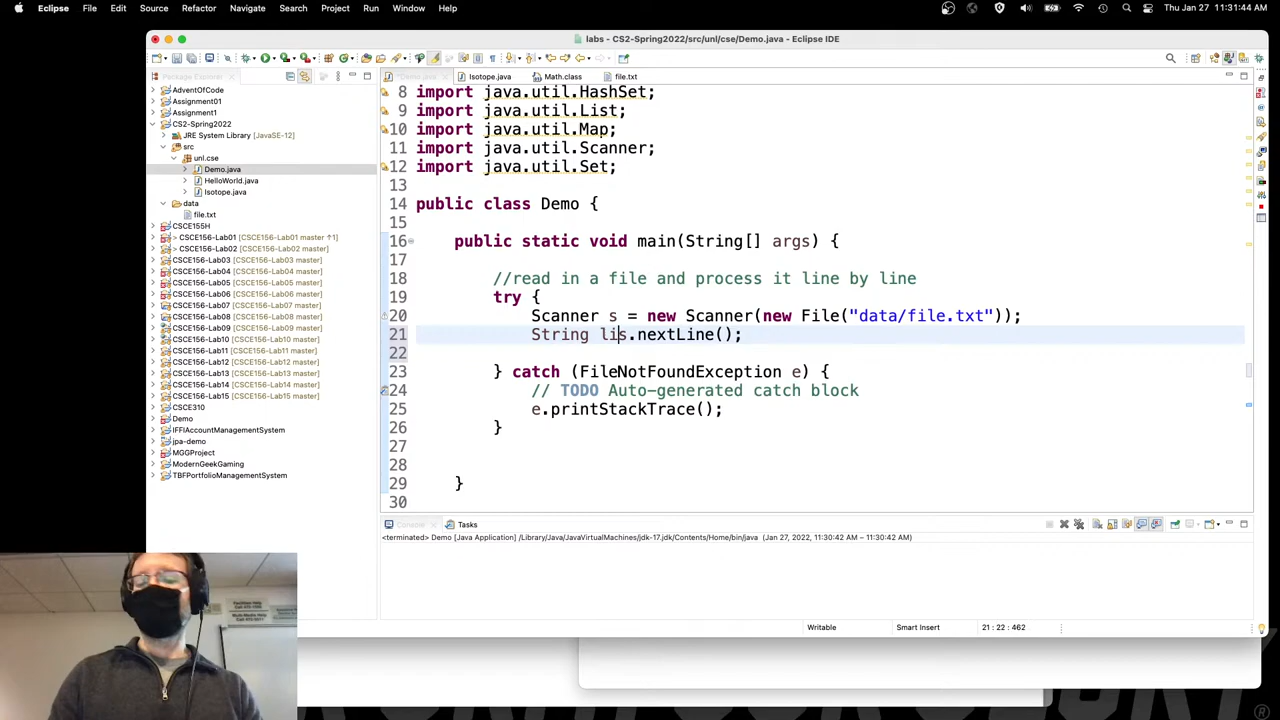 Eclipse File Edit Source Refactor Navigate Search Project Run Window Help Thu Jan 27 11:31:44 AM
labs - CS2-Spring2022/src/unl/cse/Demo.java - Eclipse IDE
Package Explorer
*Demo.java Isotope.java Math.class file.txt
AdventOfCode
Assignment01
Assignment1
CS2-Spring2022
JRE System Library [JavaSE-12]
src
unl.cse
Demo.java
HelloWorld.java
Isotope.java
data
file.txt
CSCE155H
> CSCE156-Lab01 [CSCE156-Lab01 master ↑1]
> CSCE156-Lab02 [CSCE156-Lab02 master]
CSCE156-Lab03 [CSCE156-Lab03 master]
CSCE156-Lab04 [CSCE156-Lab04 master]
CSCE156-Lab05 [CSCE156-Lab05 master]
CSCE156-Lab06 [CSCE156-Lab06 master]
CSCE156-Lab07 [CSCE156-Lab07 master]
CSCE156-Lab08 [CSCE156-Lab08 master]
CSCE156-Lab09 [CSCE156-Lab09 master]
CSCE156-Lab10 [CSCE156-Lab10 master]
CSCE156-Lab11 [CSCE156-Lab11 master]
CSCE156-Lab12 [CSCE156-Lab12 master]
CSCE156-Lab13 [CSCE156-Lab13 master]
CSCE156-Lab14 [CSCE156-Lab14 master]
CSCE156-Lab15 [CSCE156-Lab15 master]
CSCE310
Demo
IFFIAccountManagementSystem
jpa-demo
MGGProject
ModernGeekGaming
TBFPortfolioManagementSystem
8 import java.util.HashSet;
9 import java.util.List;
10 import java.util.Map;
11 import java.util.Scanner;
12 import java.util.Set;
13
14 public class Demo {
15
16 public static void main(String[] args) {
17
18 //read in a file and process it line by line
19 try {
20 Scanner s = new Scanner(new File("data/file.txt"));
21 String lis.nextLine();
22
23 } catch (FileNotFoundException e) {
24 // TODO Auto-generated catch block
25 e.printStackTrace();
26 }
27
28
29 }
30
Console Tasks
<terminated> Demo [Java Application] /Library/Java/JavaVirtualMachines/jdk-17.jdk/Contents/Home/bin/java (Jan 27, 2022, 11:30:42 AM – 11:30:42 AM)
Writable Smart Insert 21 : 22 : 462